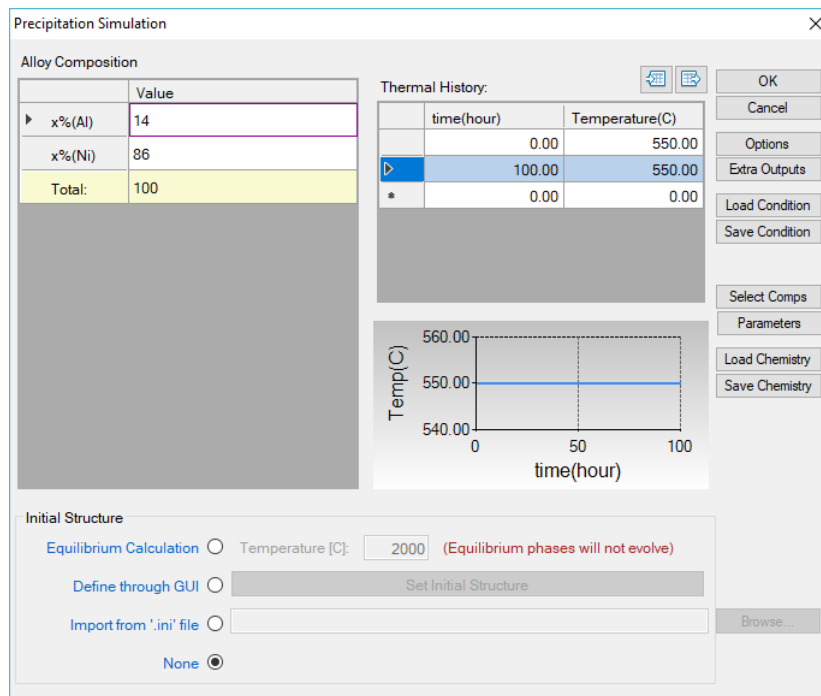 Precipitation Simulation
Alloy Composition
Value
x%(Al) 14
x%(Ni) 86
Total: 100
Thermal History:
time(hour) Temperature(C)
0.00 550.00
100.00 550.00
* 0.00 0.00
560.00
550.00
540.00
Temp(C)
0 50 100
time(hour)
OK
Cancel
Options
Extra Outputs
Load Condition
Save Condition
Select Comps
Parameters
Load Chemistry
Save Chemistry
Initial Structure
Equilibrium Calculation Temperature [C]: 2000 (Equilibrium phases will not evolve)
Define through GUI Set Initial Structure
Import from '.ini' file Browse...
None